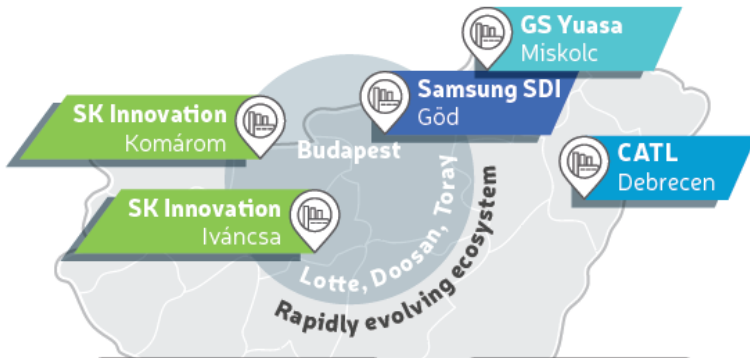 GS Yuasa
Miskolc
Samsung SDI
Göd
SK Innovation
Komárom
Budapest
CATL
Debrecen
SK Innovation
Iváncsa
Lotte, Doosan, Toray
Rapidly evolving ecosystem